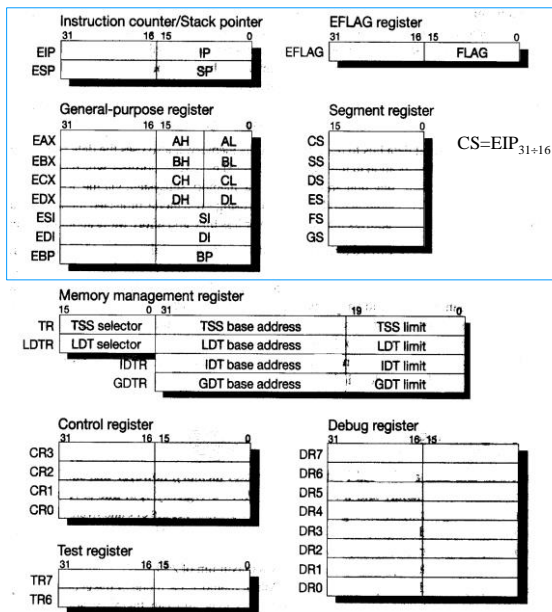 Instruction counter/Stack pointer
31 16 15 0
EIP IP
ESP SP
EFLAG register
31 16 15 0
EFLAG FLAG
General-purpose register
31 16 15 0
EAX AH AL
EBX BH BL
ECX CH CL
EDX DH DL
ESI SI
EDI DI
EBP BP
Segment register
15 0
CS
SS
DS
ES
FS
GS
CS=EIP31÷16
Memory management register
15 0 31 19 0
TR TSS selector TSS base address TSS limit
LDTR LDT selector LDT base address LDT limit
IDTR IDT base address IDT limit
GDTR GDT base address GDT limit
Control register
31 16 15 0
CR3
CR2
CR1
CR0
Debug register
31 16 15 0
DR7
DR6
DR5
DR4
DR3
DR2
DR1
DR0
Test register
31 16 15 0
TR7
TR6